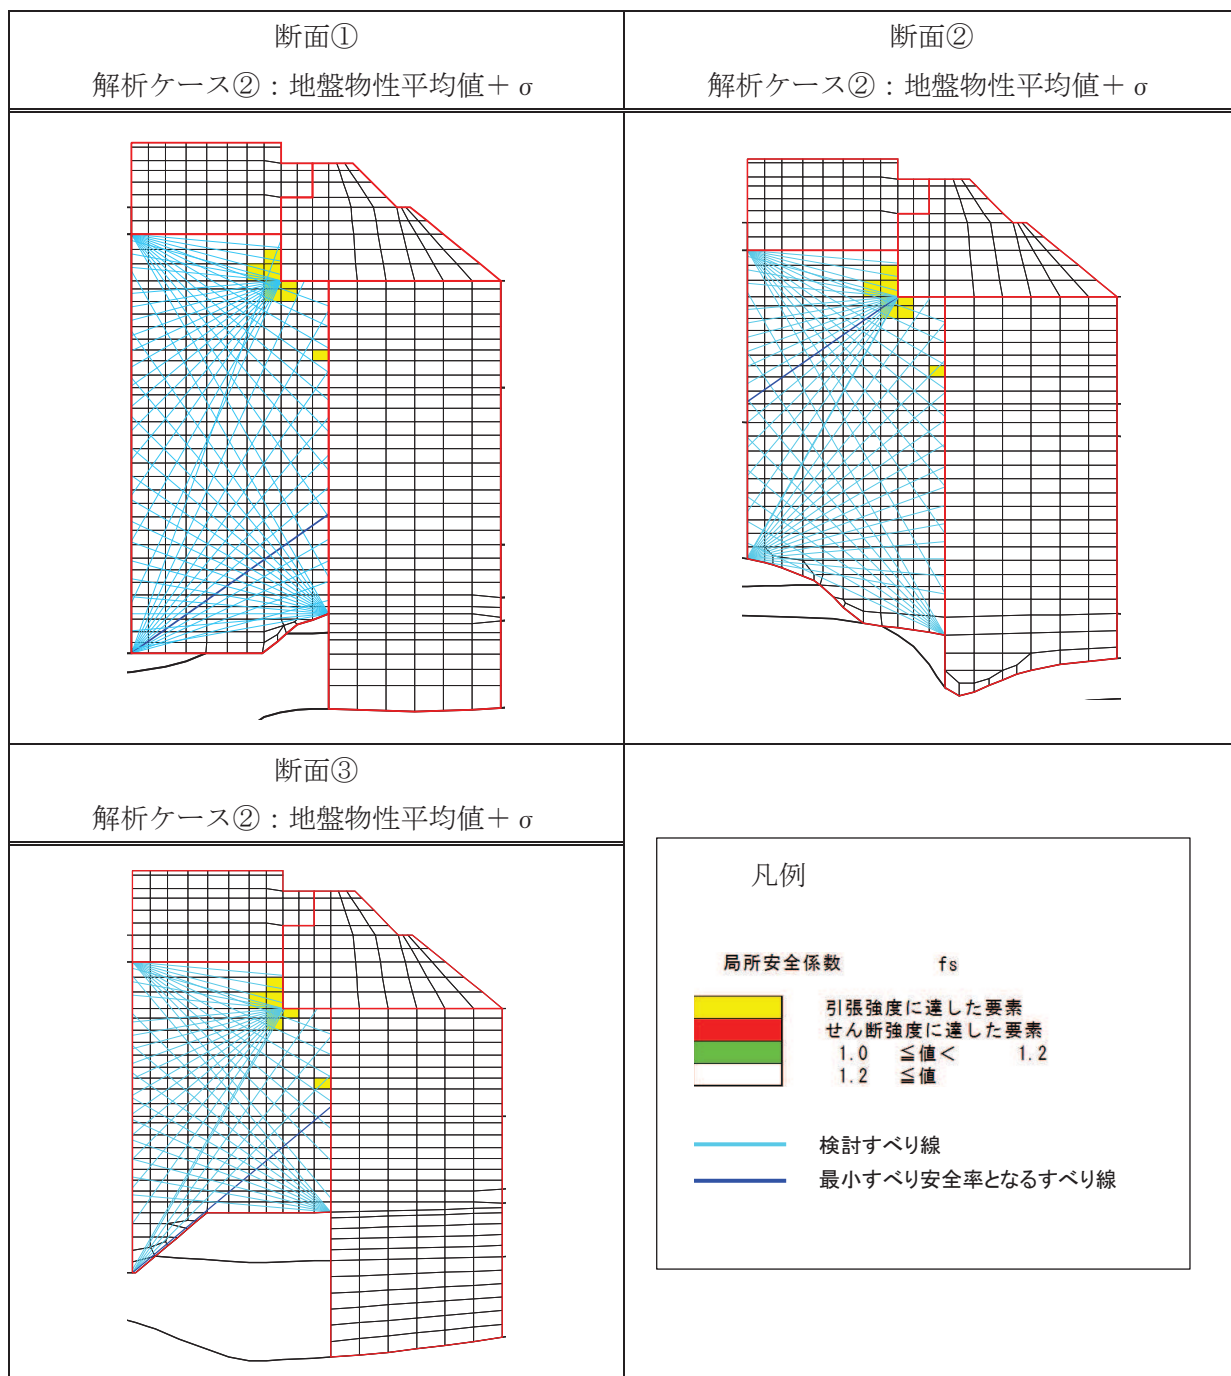 断面①
解析ケース②：地盤物性平均値＋σ
断面②
解析ケース②：地盤物性平均値＋σ
断面③
解析ケース②：地盤物性平均値＋σ
凡例
局所安全係数 fs
引張強度に達した要素
せん断強度に達した要素
1.0 ≦値＜ 1.2
1.2 ≦値
検討すべり線
最小すべり安全率となるすべり線